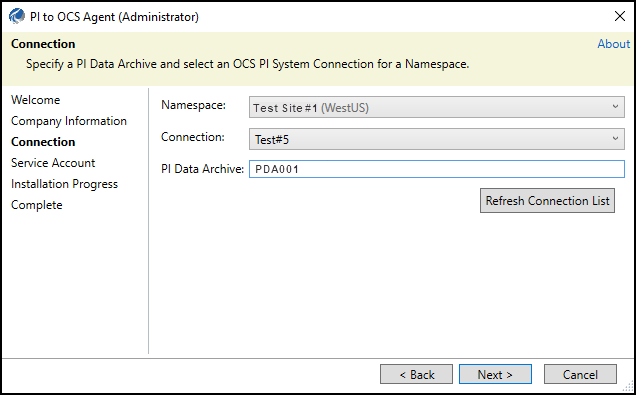 PI to OCS Agent (Administrator)
Connection
About
Specify a PI Data Archive and select an OCS PI System Connection for a Namespace.
Welcome
Company Information
Connection
Service Account
Installation Progress
Complete
Namespace: Test Site #1 (WestUS)
Connection: Test#5
PI Data Archive: PDA001
Refresh Connection List
< Back Next > Cancel